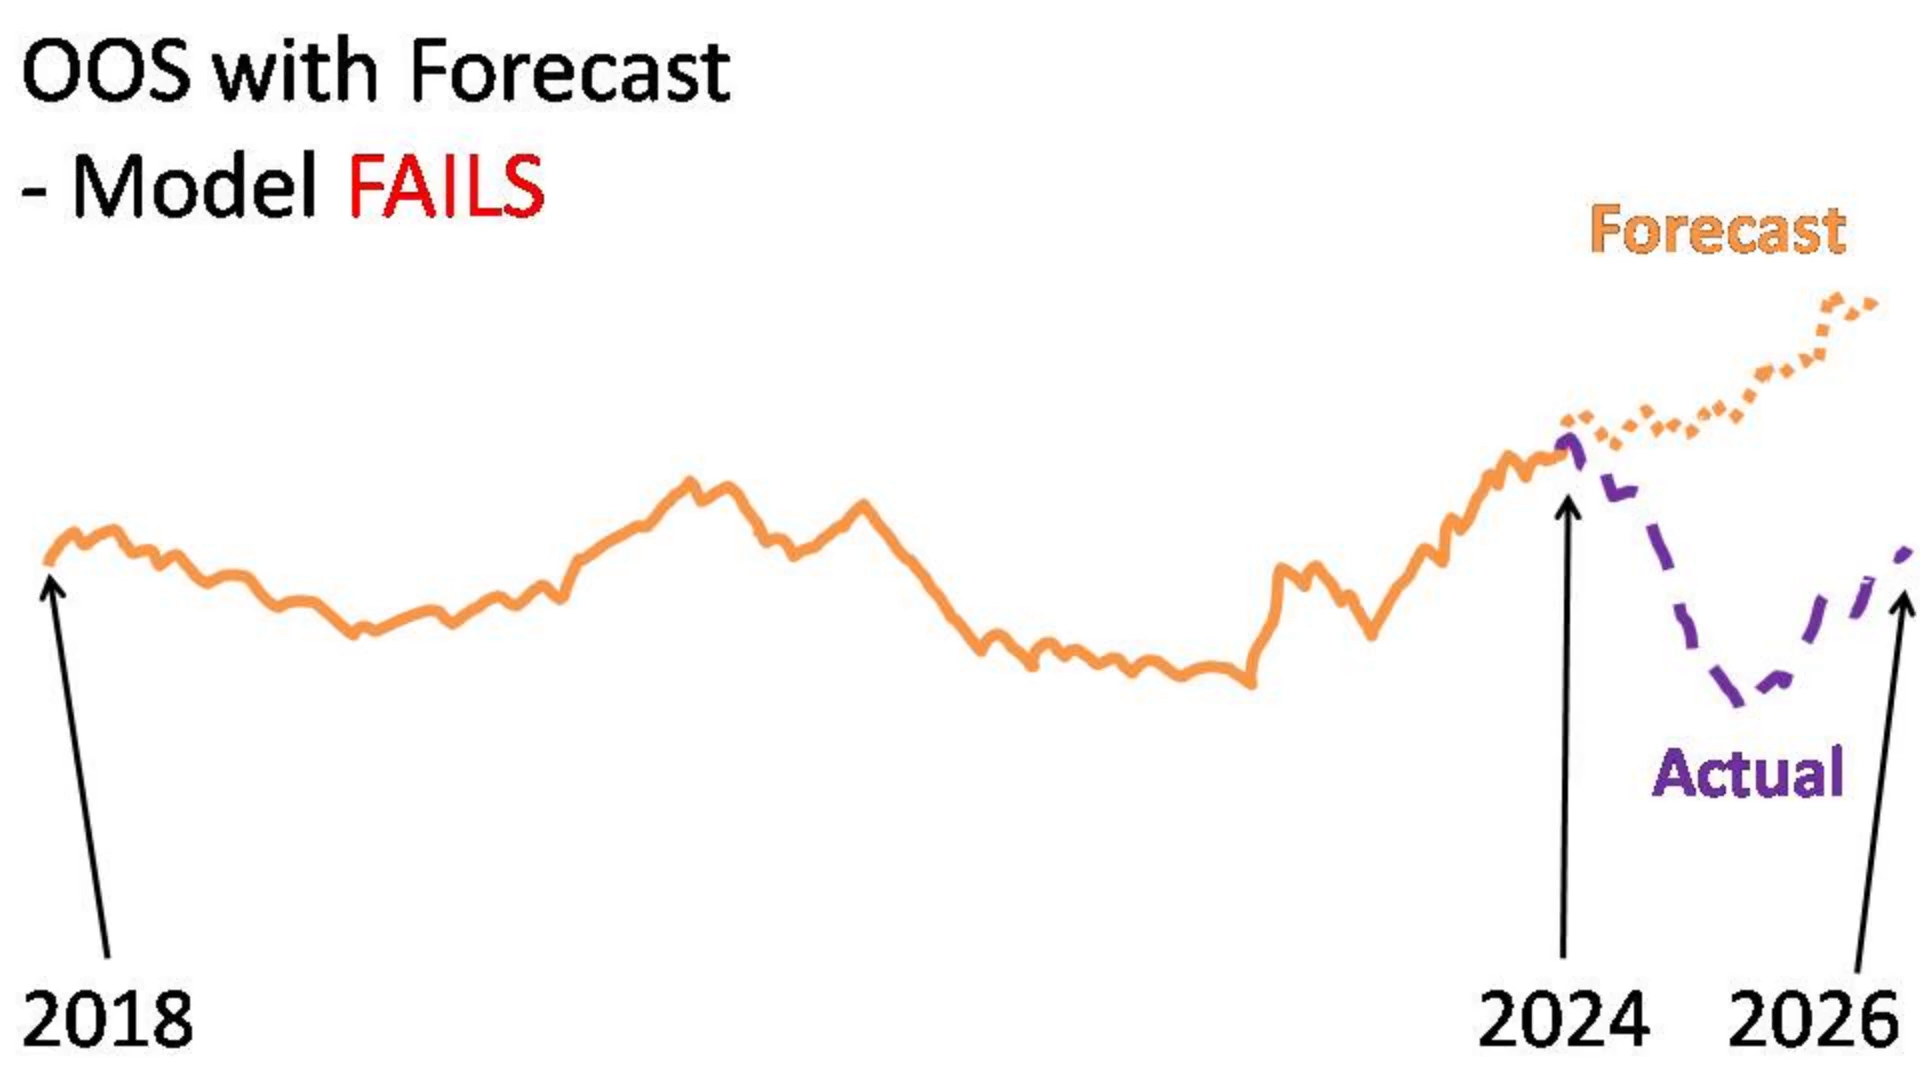 OOS with Forecast
- Model FAILS
Forecast
Actual
2018
2024
2026